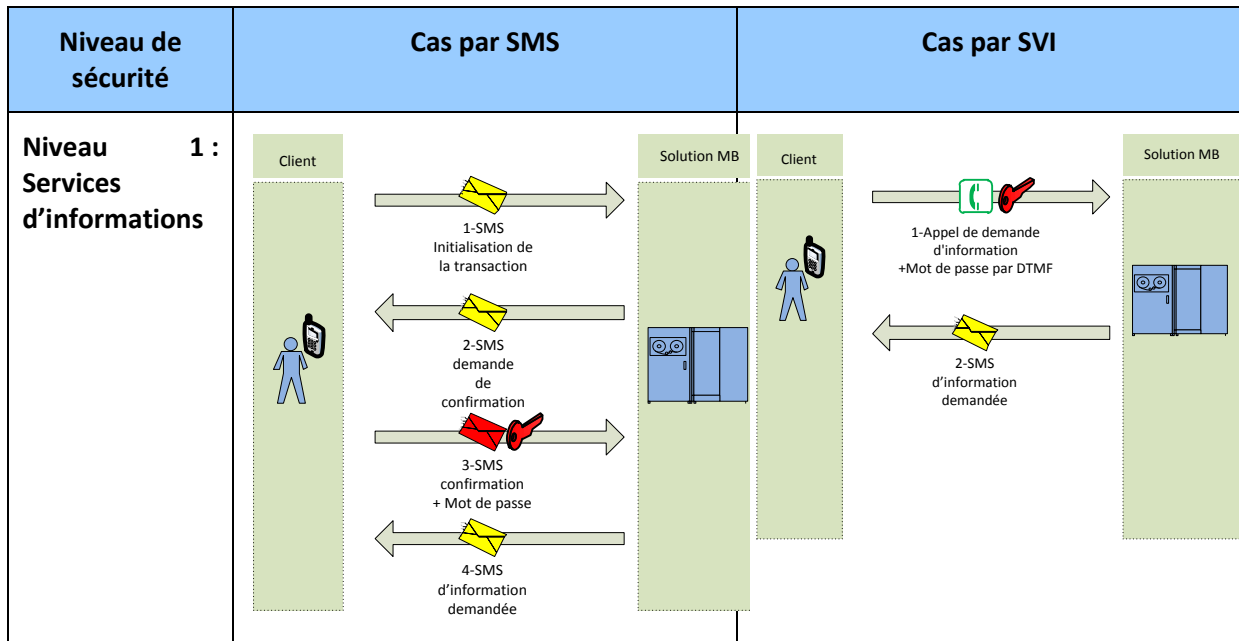 Niveau de
sécurité
Cas par SMS
Cas par SVI
Niveau 1 :
Services
d’informations
Client
Solution MB
1-SMS
Initialisation de
la transaction
2-SMS
demande
de
confirmation
3-SMS
confirmation
+ Mot de passe
4-SMS
d’information
demandée
Client
Solution MB
1-Appel de demande
d'information
+Mot de passe par DTMF
2-SMS
d’information
demandée